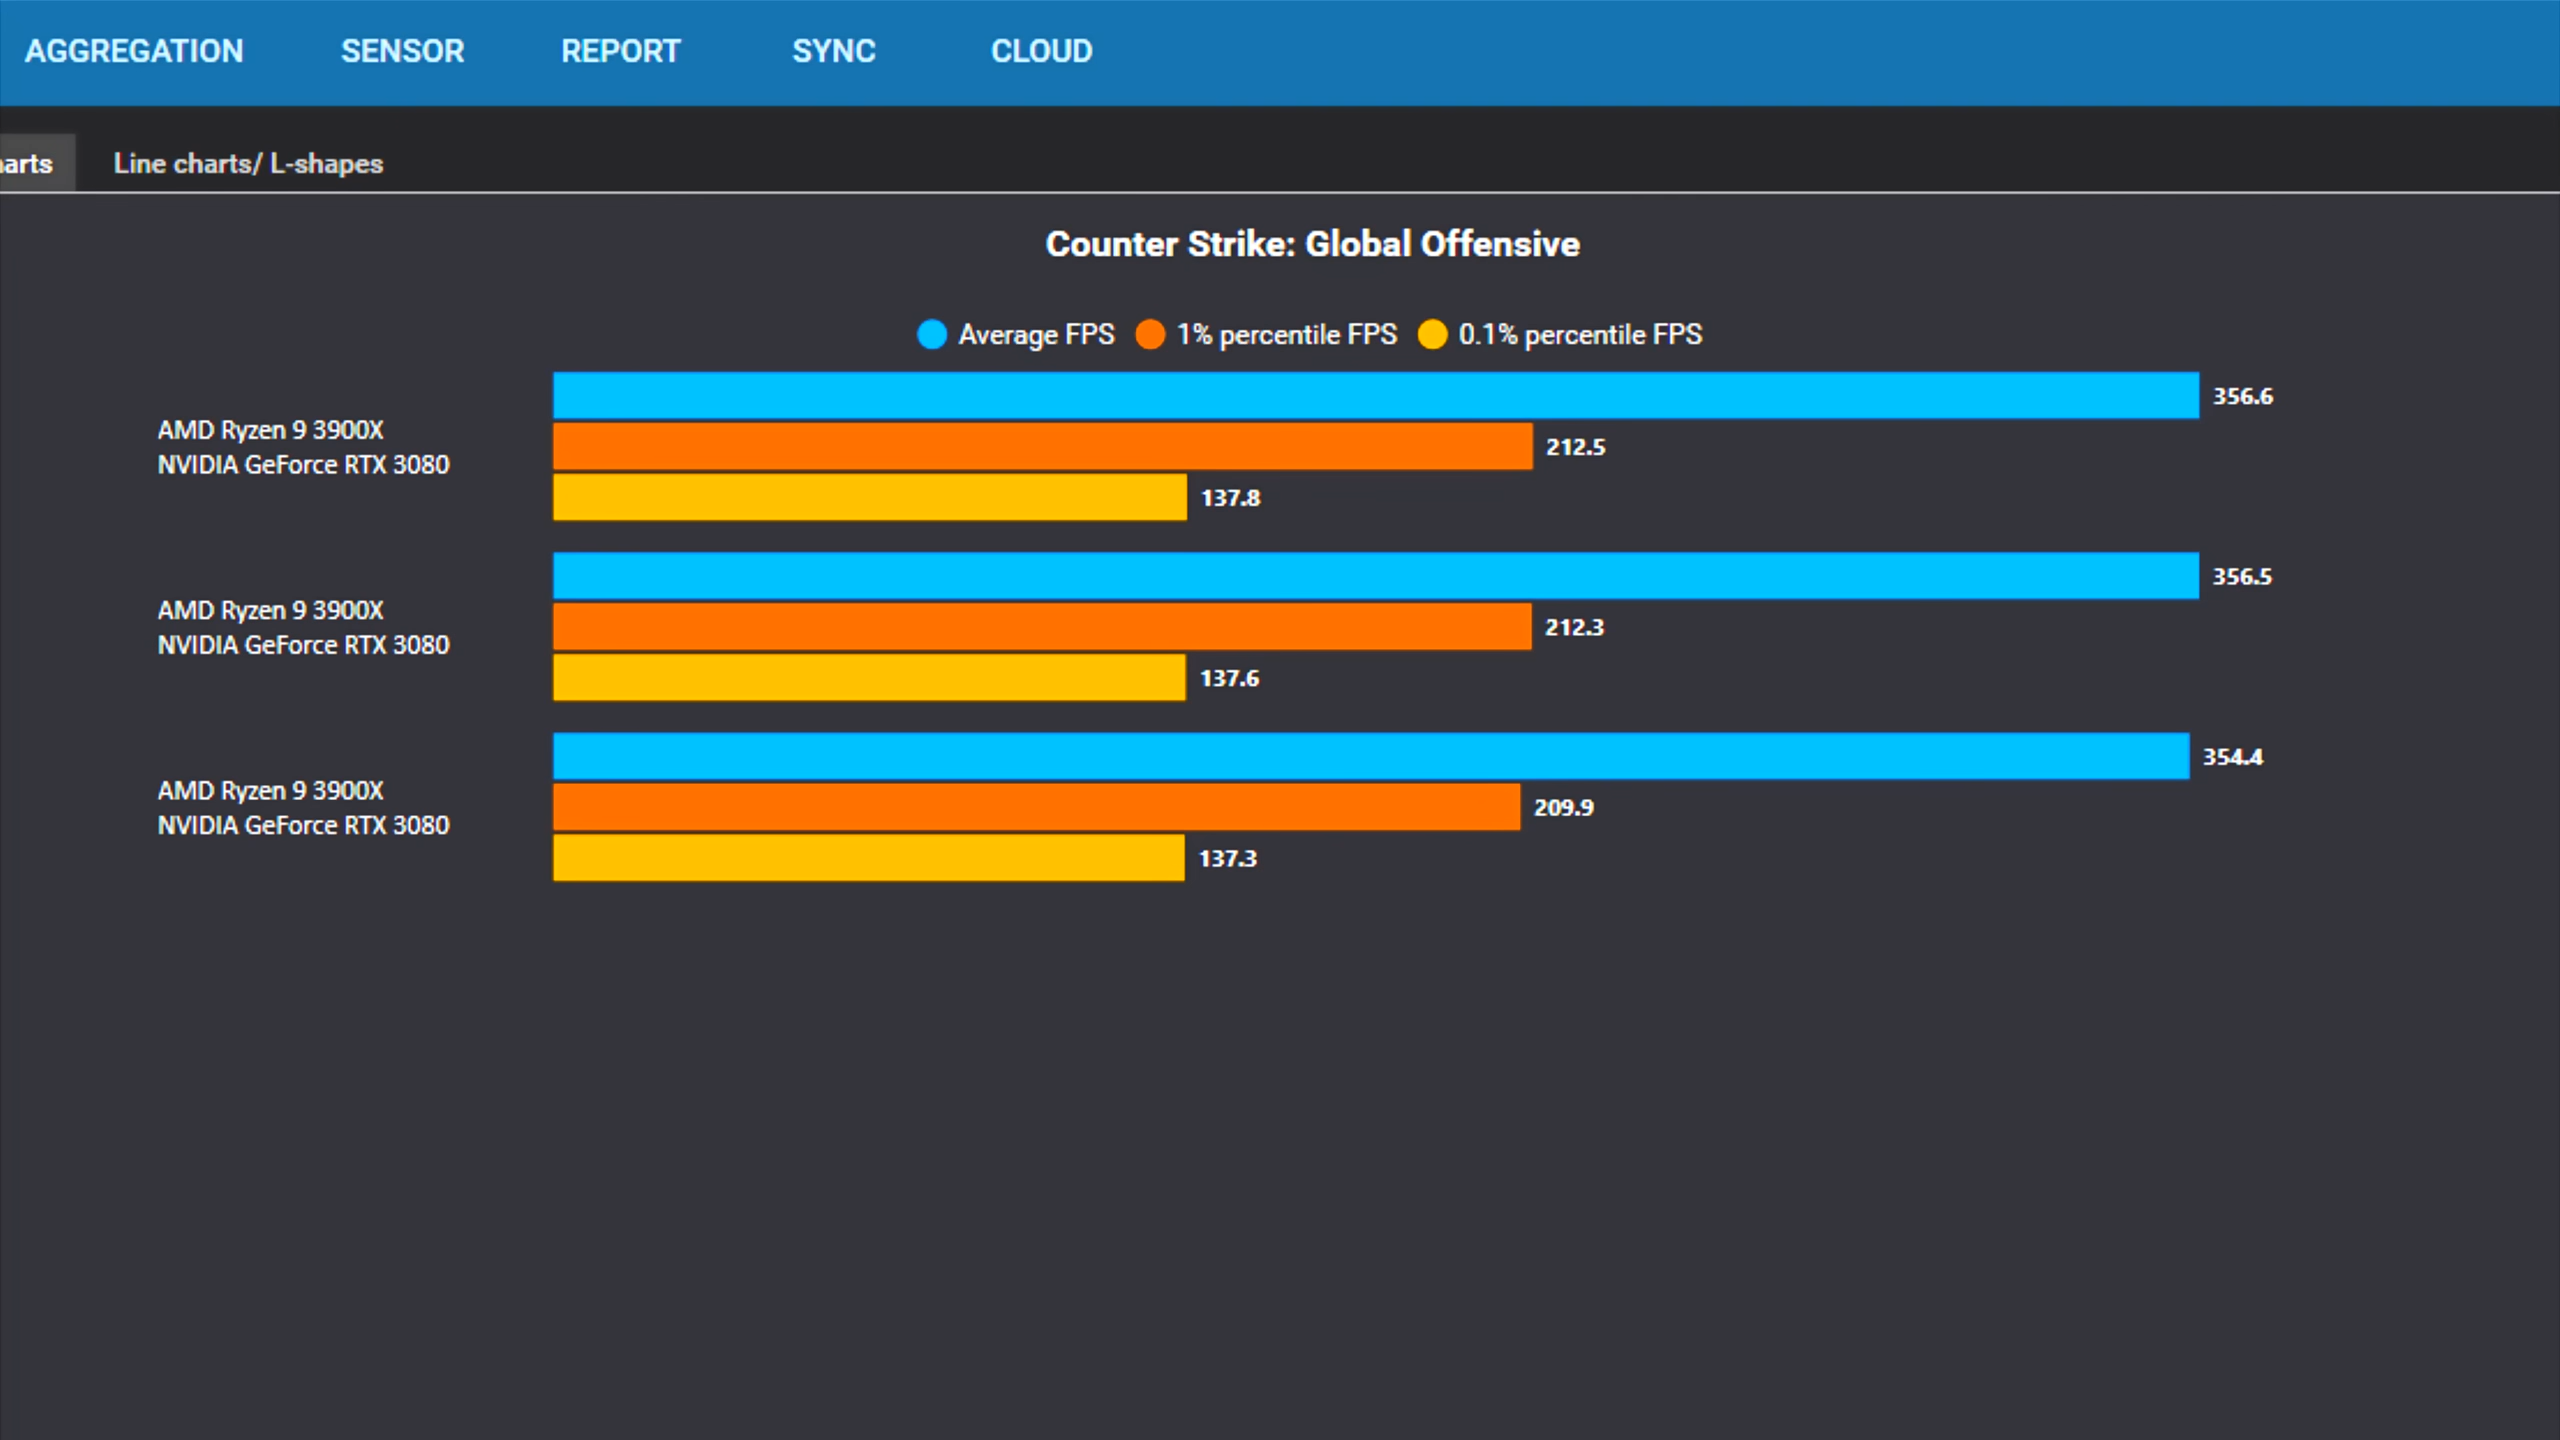 AGGREGATION SENSOR REPORT SYNC CLOUD
arts Line charts/ L-shapes
Counter Strike: Global Offensive
Average FPS 1% percentile FPS 0.1% percentile FPS
356.6
AMD Ryzen 9 3900X
212.5
NVIDIA GeForce RTX 3080
137.8
356.5
AMD Ryzen 9 3900X
212.3
NVIDIA GeForce RTX 3080
137.6
354.4
AMD Ryzen 9 3900X
209.9
NVIDIA GeForce RTX 3080
137.3